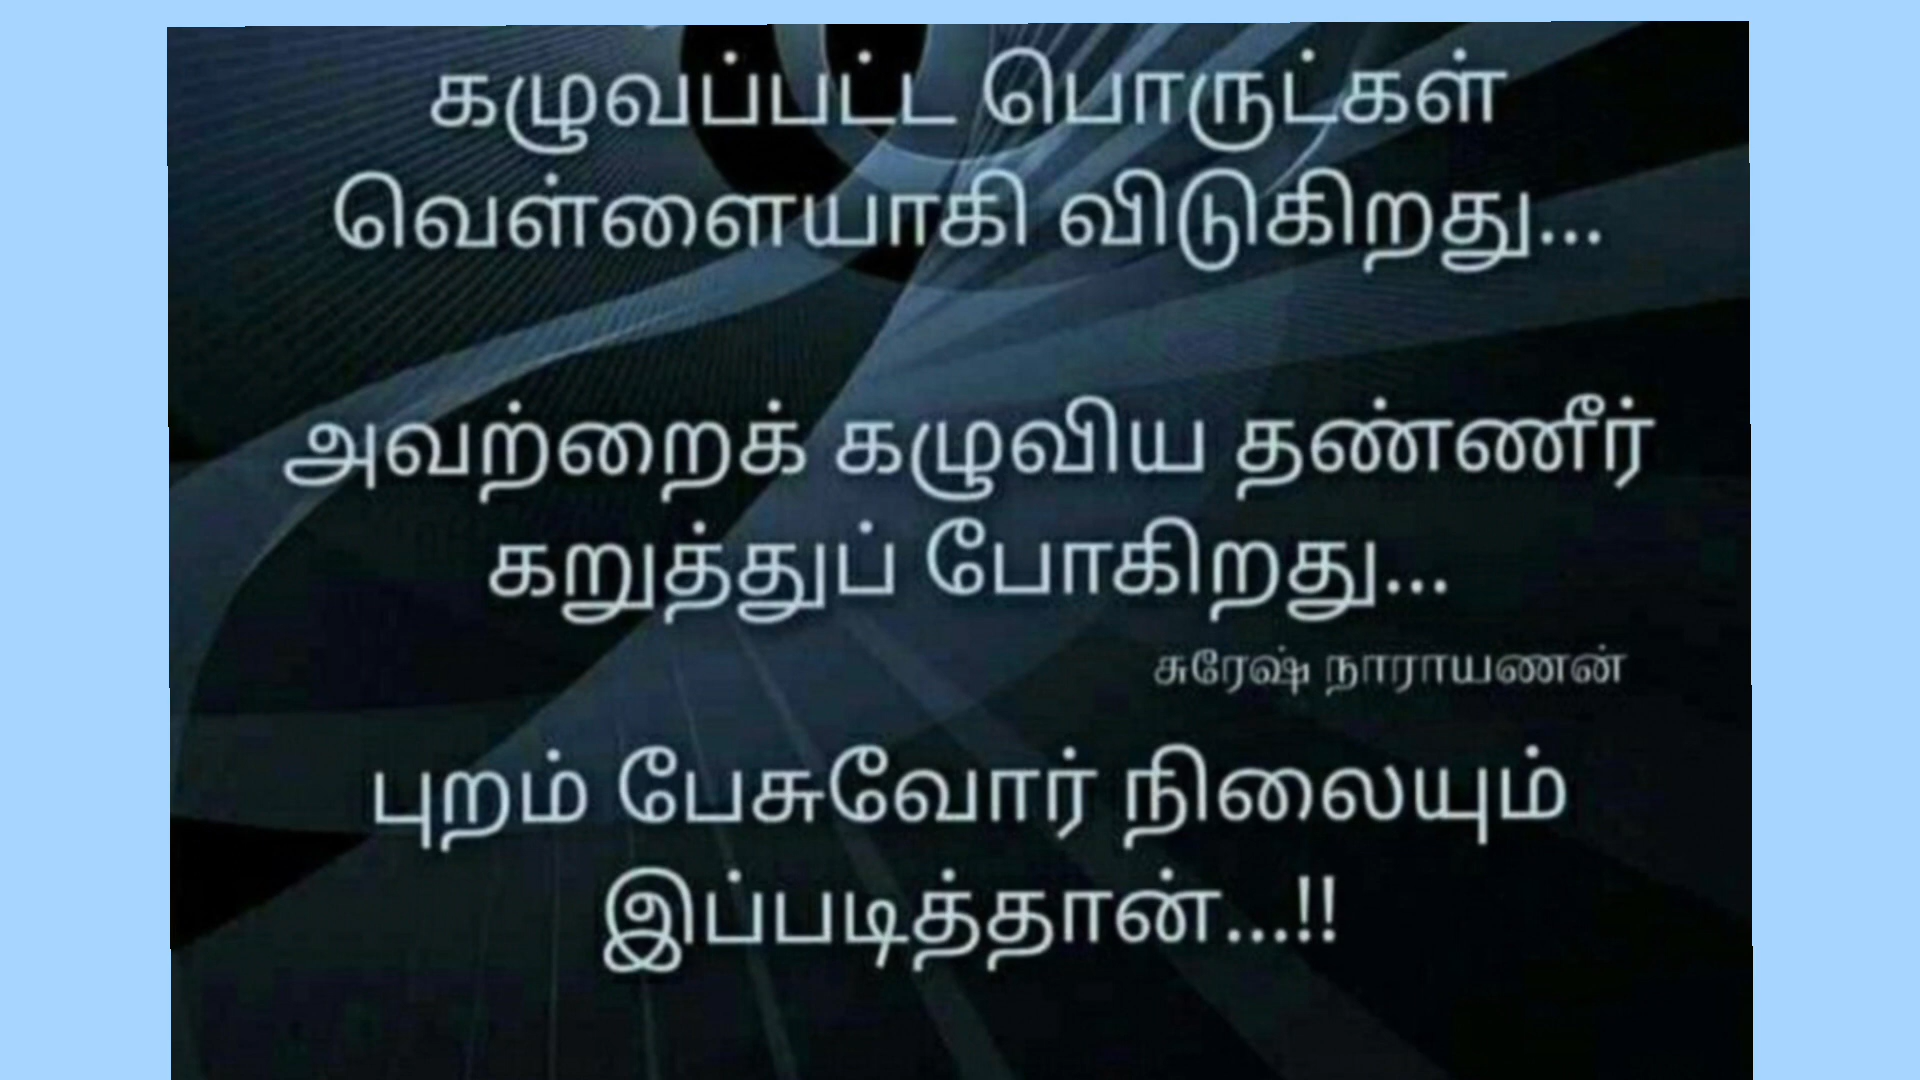 கழுவப்பட்ட பொருட்கள்
வெள்ளையாகி விடுகிறது...
அவற்றைக் கழுவிய தண்ணீர்
கறுத்துப் போகிறது...
சுரேஷ் நாராயணன்
புறம் பேசுவோர் நிலையும்
இப்படித்தான்...!!